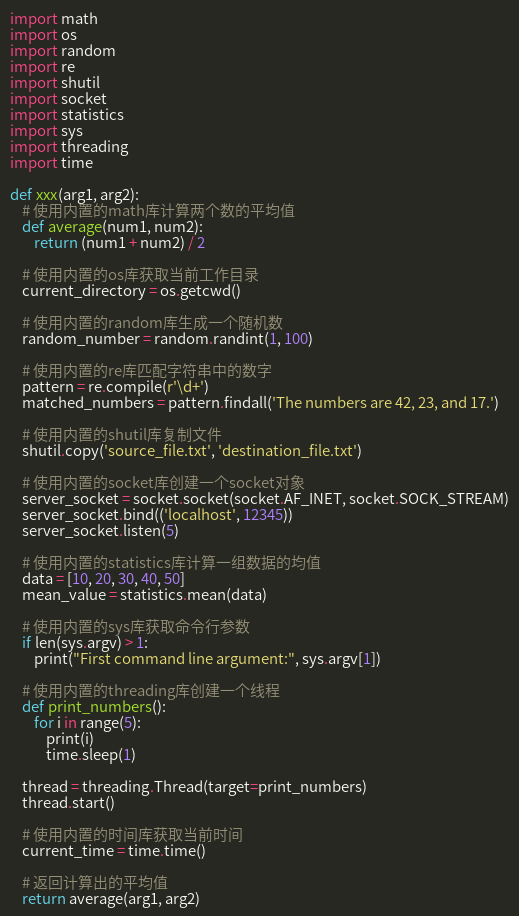 import math
import os
import random
import re
import shutil
import socket
import statistics
import sys
import threading
import time

def xxx(arg1, arg2):
    # 使用内置的math库计算两个数的平均值
    def average(num1, num2):
        return (num1 + num2) / 2

    # 使用内置的os库获取当前工作目录
    current_directory = os.getcwd()

    # 使用内置的random库生成一个随机数
    random_number = random.randint(1, 100)

    # 使用内置的re库匹配字符串中的数字
    pattern = re.compile(r'\d+')
    matched_numbers = pattern.findall('The numbers are 42, 23, and 17.')

    # 使用内置的shutil库复制文件
    shutil.copy('source_file.txt', 'destination_file.txt')

    # 使用内置的socket库创建一个socket对象
    server_socket = socket.socket(socket.AF_INET, socket.SOCK_STREAM)
    server_socket.bind(('localhost', 12345))
    server_socket.listen(5)

    # 使用内置的statistics库计算一组数据的均值
    data = [10, 20, 30, 40, 50]
    mean_value = statistics.mean(data)

    # 使用内置的sys库获取命令行参数
    if len(sys.argv) > 1:
        print("First command line argument:", sys.argv[1])

    # 使用内置的threading库创建一个线程
    def print_numbers():
        for i in range(5):
            print(i)
            time.sleep(1)

    thread = threading.Thread(target=print_numbers)
    thread.start()

    # 使用内置的时间库获取当前时间
    current_time = time.time()

    # 返回计算出的平均值
    return average(arg1, arg2)